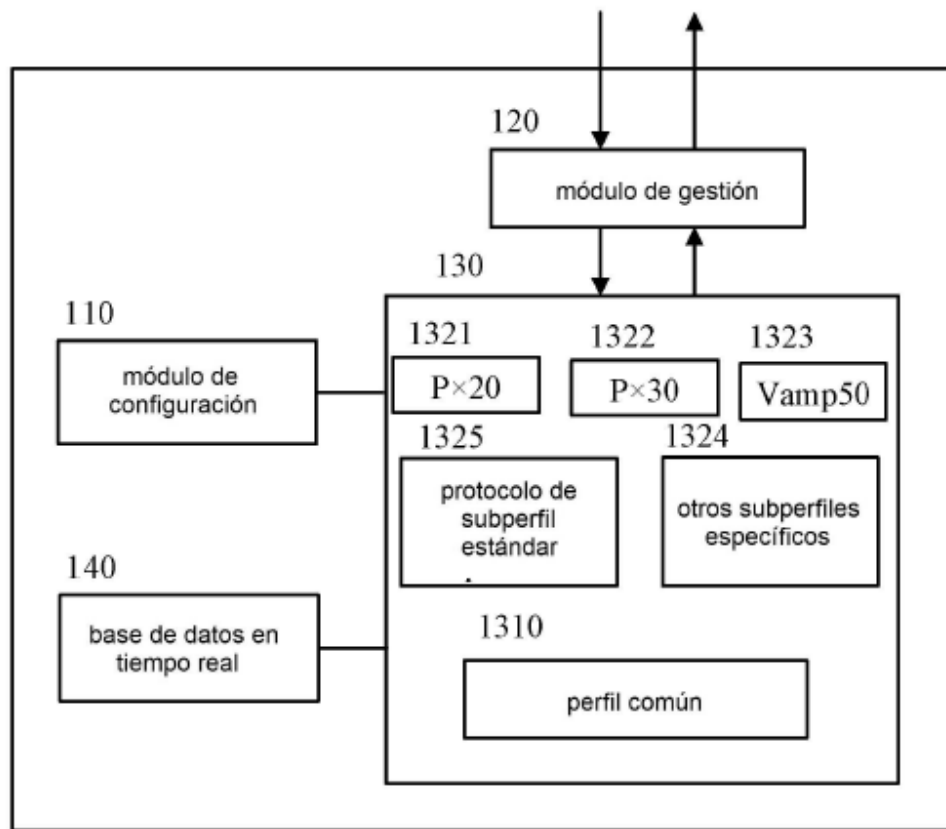 120
módulo de gestión
130
110
módulo de
configuración
1321
P×20
1322
P×30
1323
Vamp50
1325
protocolo de
subperfil
estándar
1324
otros subperfiles
específicos
140
base de datos en
tiempo real
1310
perfil común